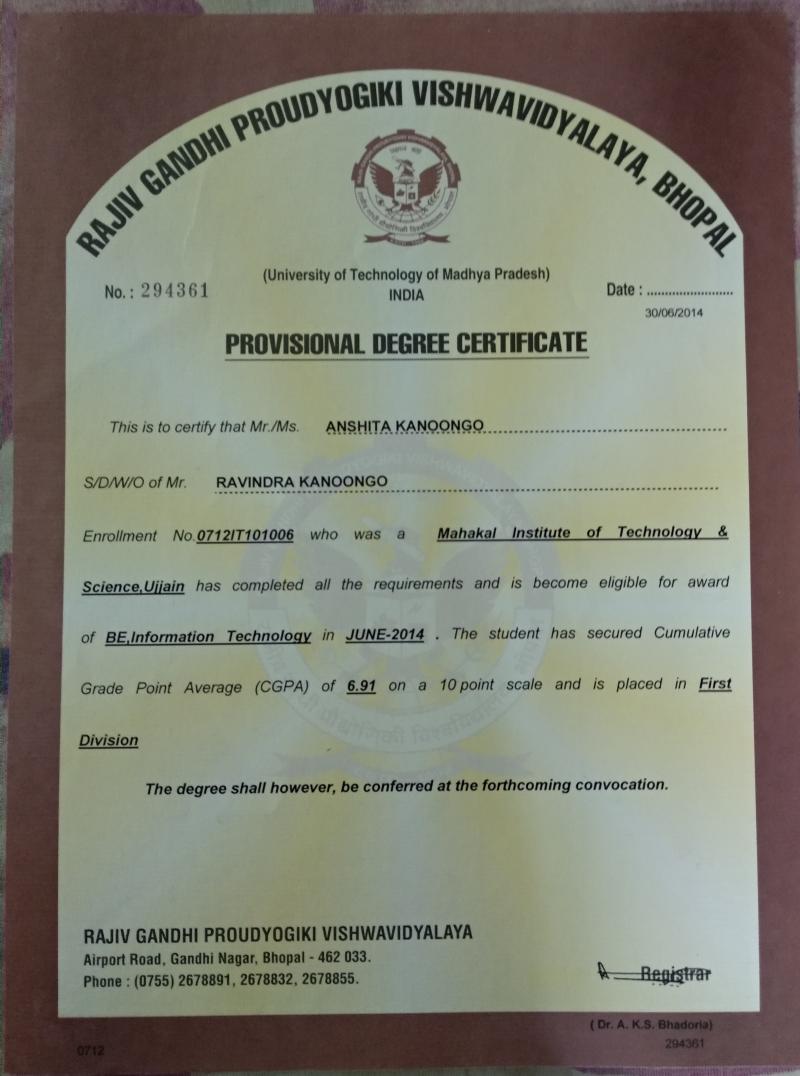 RAJIV GANDHI PROUDYOGIKI VISHWAVIDYALAYA, BHOPAL
(University of Technology of Madhya Pradesh)
No. : 294361
INDIA
Date : ........................
30/06/2014
PROVISIONAL DEGREE CERTIFICATE
This is to certify that Mr./Ms. ANSHITA KANOONGO
S/D/W/O of Mr. RAVINDRA KANOONGO
Enrollment No.0712IT101006 who was a Mahakal Institute of Technology &
Science,Ujjain has completed all the requirements and is become eligible for award
of BE,Information Technology in JUNE-2014 . The student has secured Cumulative
Grade Point Average (CGPA) of 6.91 on a 10 point scale and is placed in First
Division
The degree shall however, be conferred at the forthcoming convocation.
RAJIV GANDHI PROUDYOGIKI VISHWAVIDYALAYA
Airport Road, Gandhi Nagar, Bhopal - 462 033.
Phone : (0755) 2678891, 2678832, 2678855.
Registrar
( Dr. A. K.S. Bhadoria)
0712
294361